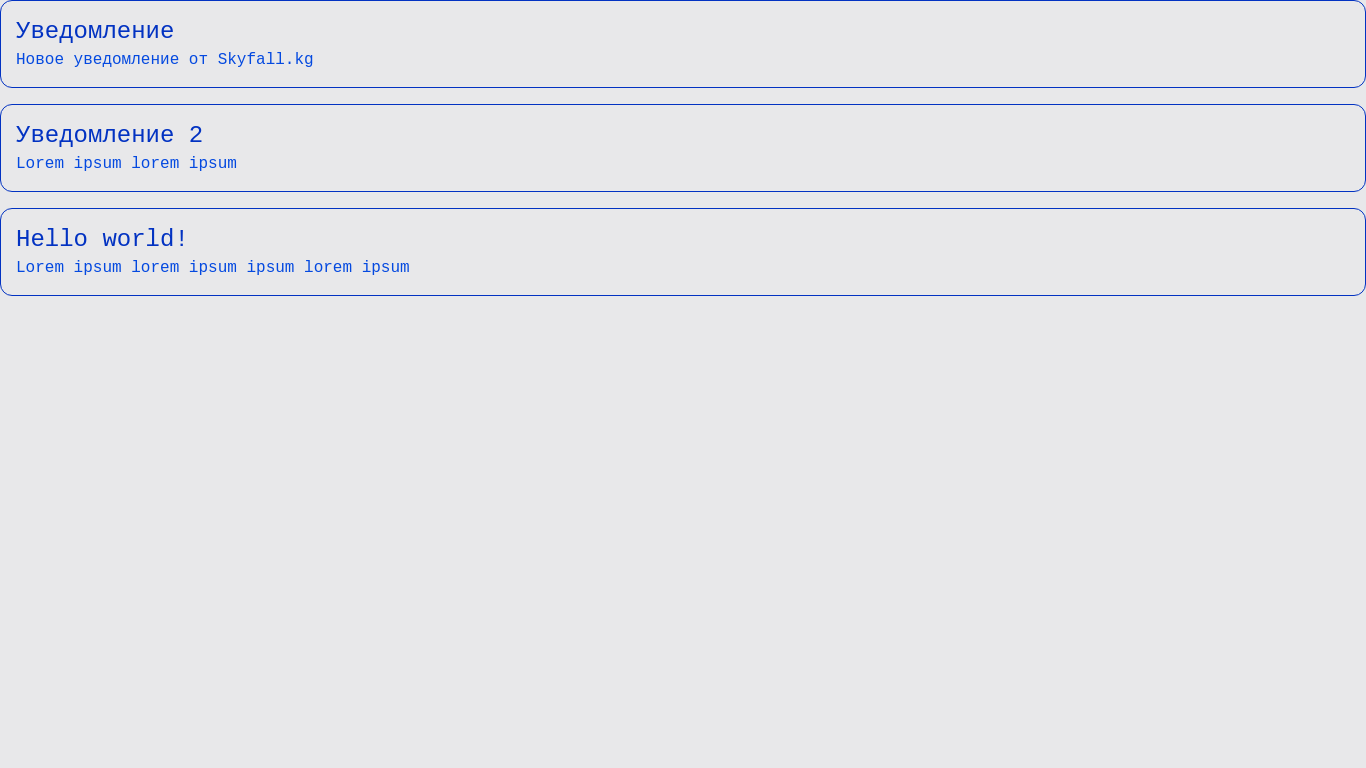 Уведомление
Новое уведомление от Skyfall.kg
Уведомление 2
Lorem ipsum lorem ipsum
Hello world!
Lorem ipsum lorem ipsum ipsum lorem ipsum